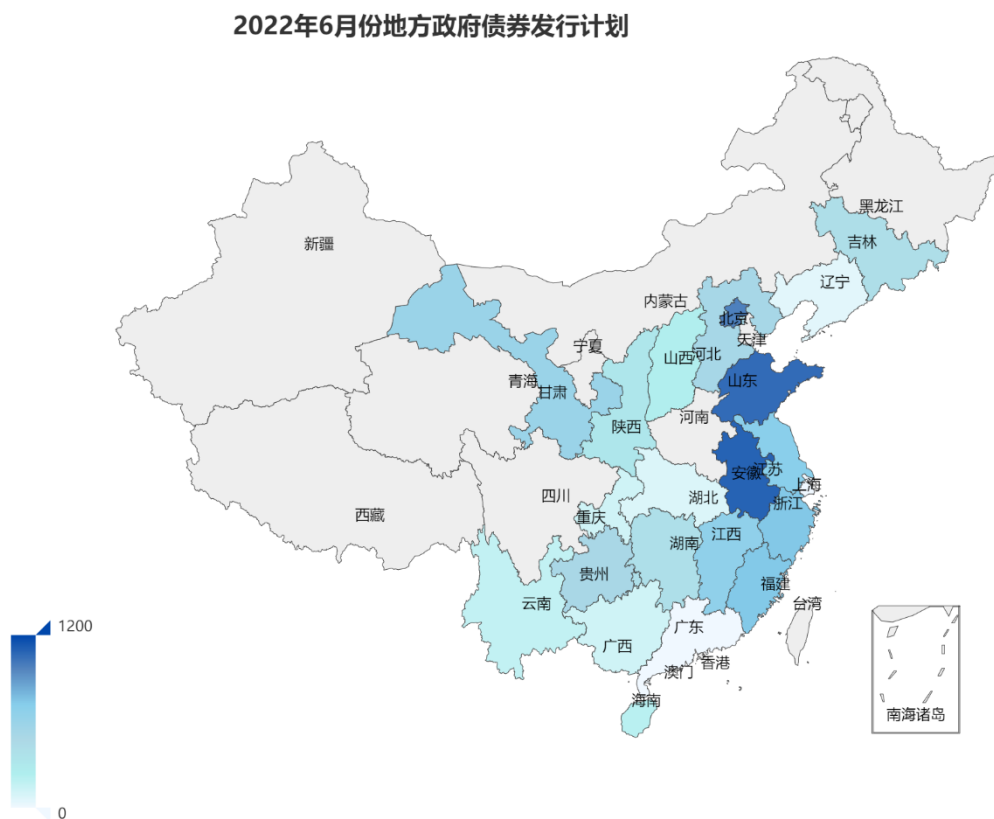 2022年6月份地方政府债券发行计划
黑龙江
吉林
新疆
辽宁
内蒙古
北京
天津
宁夏
山西
河北
青海
甘肃
山东
河南
陕西
安徽
江苏
上海
四川
湖北
浙江
西藏
重庆
江西
湖南
贵州
福建
云南
台湾
广东
广西
香港
澳门
海南
南海诸岛
1200
0